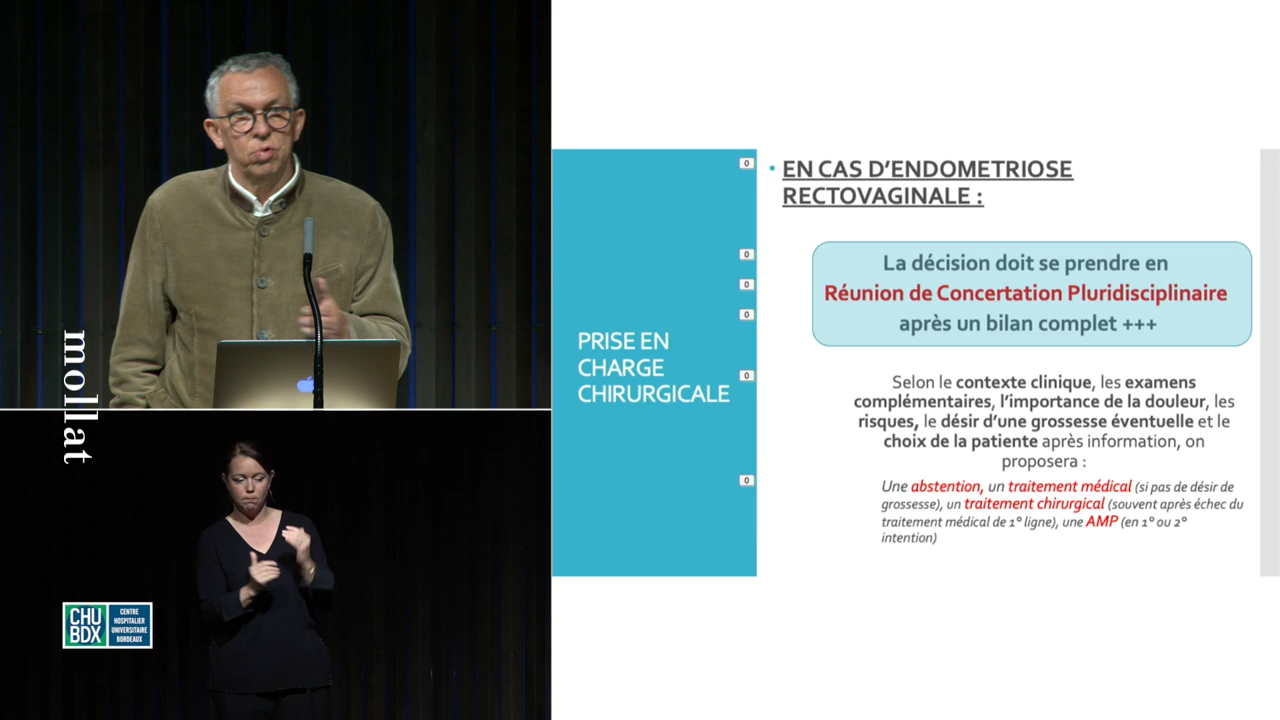 mollat
CHU
BDX
CENTRE
HOSPITALIER
UNIVERSITAIRE
BORDEAUX
PRISE EN
CHARGE
CHIRURGICALE
0
0
0
0
0
0
• EN CAS D’ENDOMETRIOSE
RECTOVAGINALE :
La décision doit se prendre en
Réunion de Concertation Pluridisciplinaire
après un bilan complet +++
Selon le contexte clinique, les examens
complémentaires, l’importance de la douleur, les
risques, le désir d’une grossesse éventuelle et le
choix de la patiente après information, on
proposera :
Une abstention, un traitement médical (si pas de désir de
grossesse), un traitement chirurgical (souvent après échec du
traitement médical de 1° ligne), une AMP (en 1° ou 2°
intention)